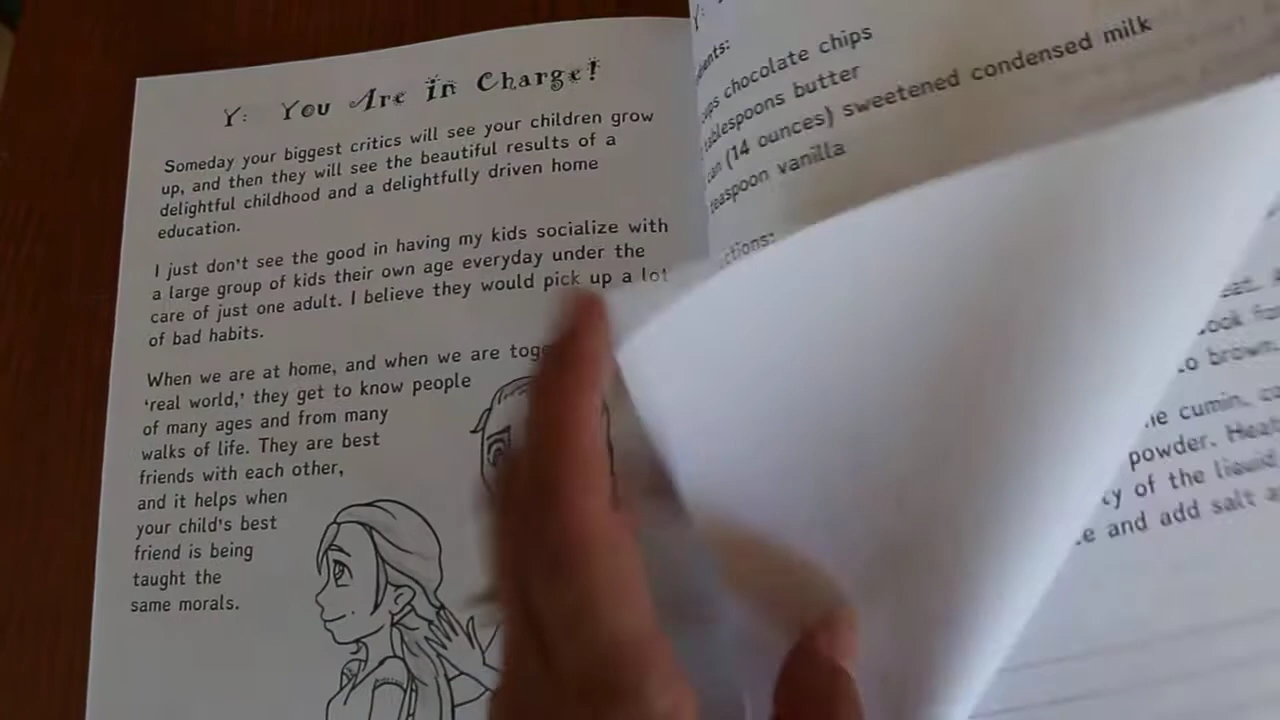 Y: You Are in Charge!
Someday your biggest critics will see your children grow
up, and then they will see the beautiful results of a
delightful childhood and a delightfully driven home
education.
I just don't see the good in having my kids socialize with
a large group of kids their own age everyday under the
care of just one adult. I believe they would pick up a lot
of bad habits.
When we are at home, and when we are
'real world,' they get to know people
of many ages and from many
walks of life. They are best
friends with each other,
and it helps when
your child's best
friend is being
taught the
same morals.
Y:
chocolate chips
butter
(14 ounces) sweetened condensed milk
vanilla
brown
cumin,
powder.
of the liquid
and add salt